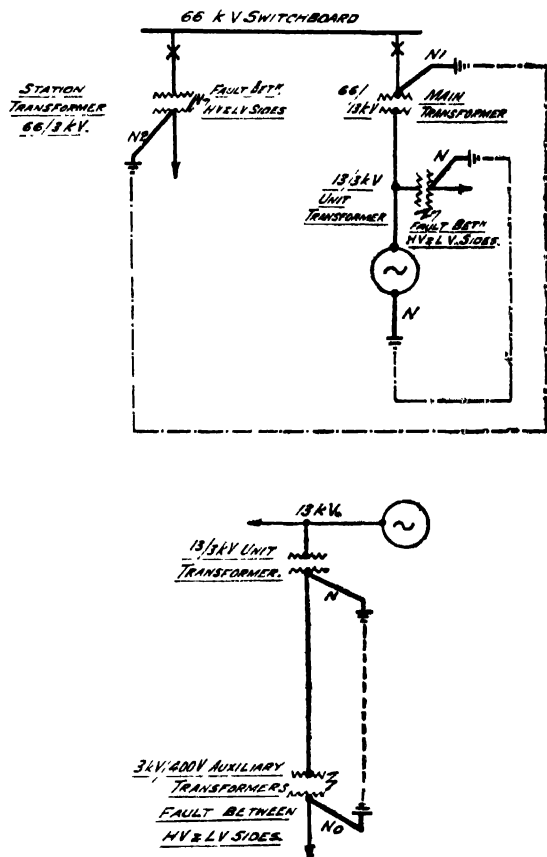 66 kV SWITCHBOARD
STATION
TRANSFORMER
66/3 kV.
N2
FAULT BETN
HV & LV SIDES
66/
13kV
N1
MAIN
TRANSFORMER
13/3kV
UNIT
TRANSFORMER
N
FAULT BETN
HV & LV. SIDES.
N
13 kV.
13/3kV UNIT
TRANSFORMER.
N
3kV/400V AUXILIARY
TRANSFORMERS
FAULT BETWEEN
HV & LV SIDES.
NO